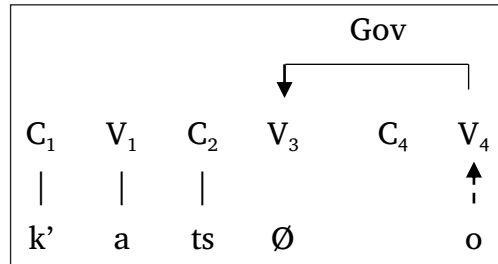 Gov
C₁ V₁ C₂ V₃ C₄ V₄
k’ a ts Ø o